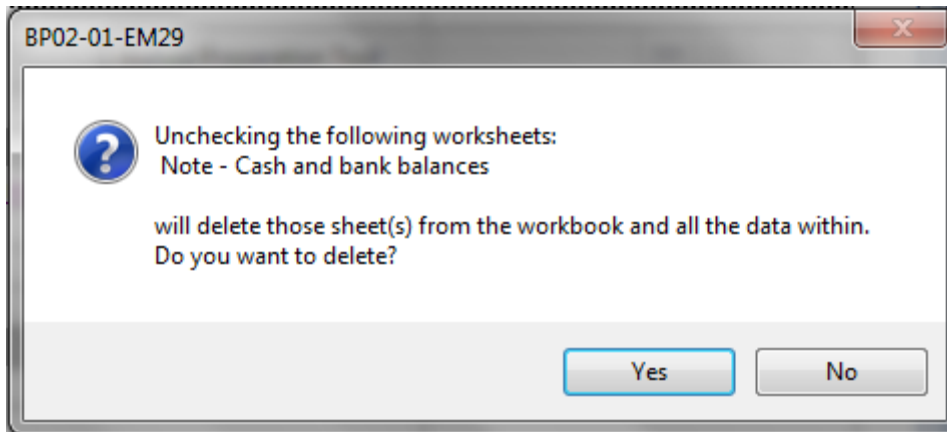 BP02-01-EM29
Unchecking the following worksheets:
Note - Cash and bank balances
will delete those sheet(s) from the workbook and all the data within.
Do you want to delete?
Yes
No